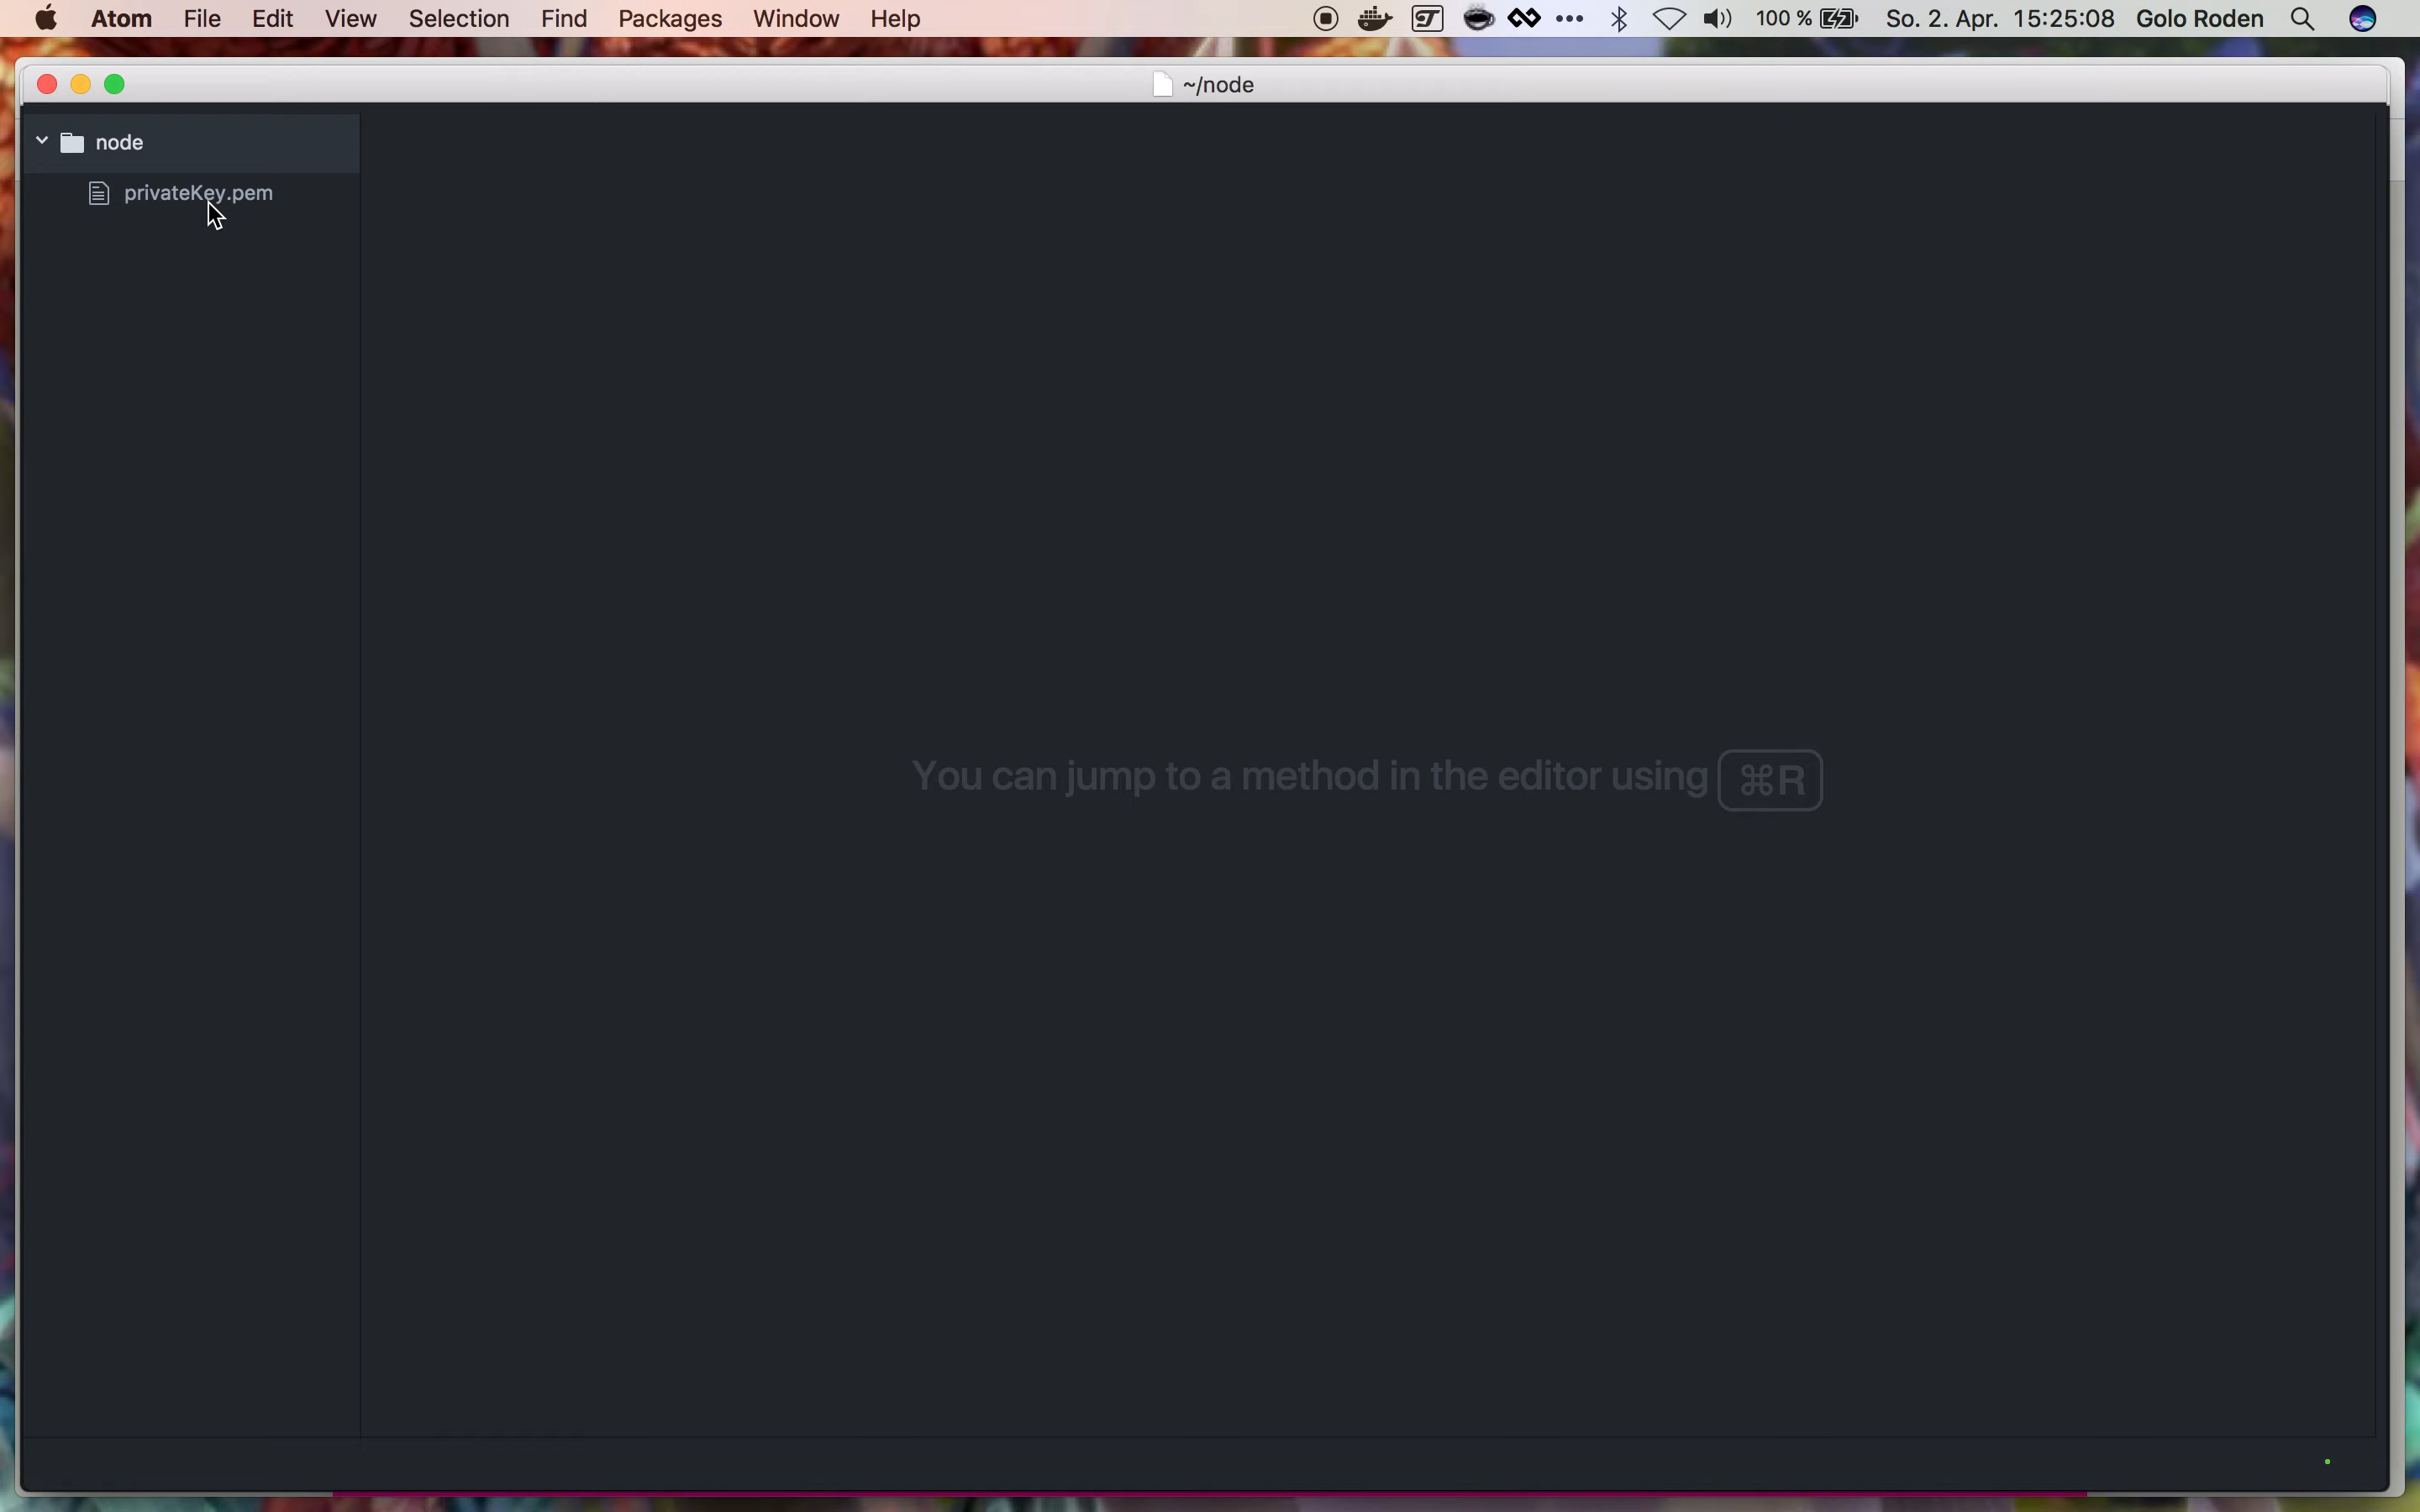 Atom File Edit View Selection Find Packages Window Help 100 % So. 2. Apr. 15:25:08 Golo Roden
~/node
node
privateKey.pem
You can jump to a method in the editor using ⌘R